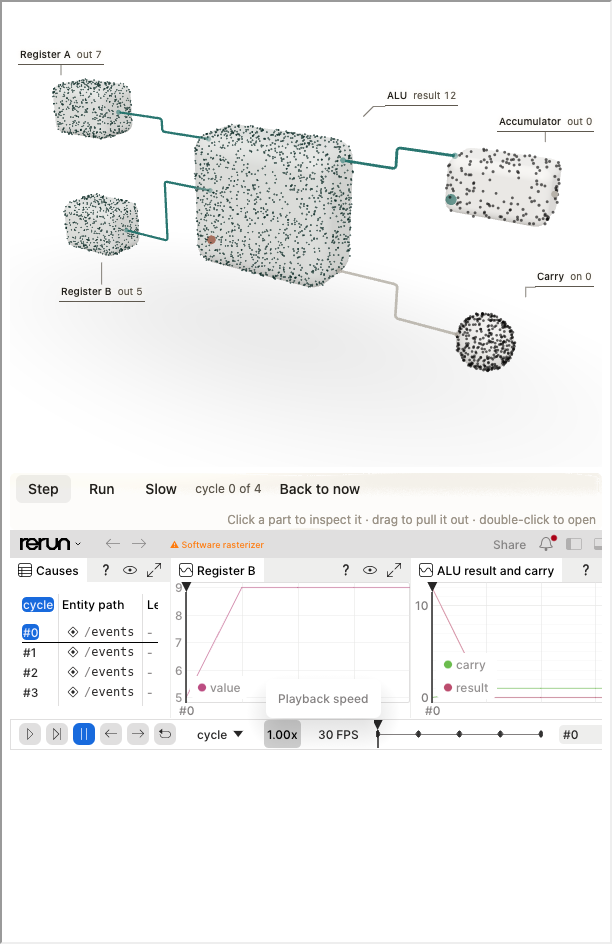 Register A out 7
ALU result 12
Accumulator out 0
Carry on 0
Register B out 5
Step Run Slow cycle 0 of 4 Back to now
Click a part to inspect it · drag to pull it out · double-click to open
rerun Software rasterizer Share
Causes ? Register B ? ALU result and carry ?
cycle Entity path Le
#0 /events -
#1 /events -
#2 /events -
#3 /events -
9
8
7
6
5
value
#0
10
0
carry
result
#0
Playback speed
cycle 1.00x 30 FPS #0